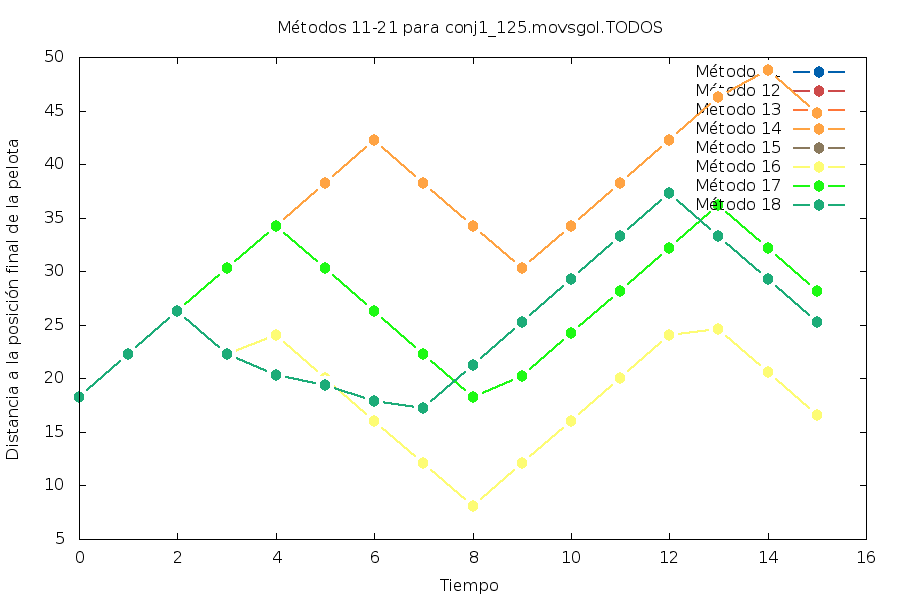 Métodos 11-21 para conj1_125.movsgol.TODOS
Distancia a la posición final de la pelota
50
45
40
35
30
25
20
15
10
5
0 2 4 6 8 10 12 14 16
Tiempo
Método
Método 12
Método 13
Método 14
Método 15
Método 16
Método 17
Método 18